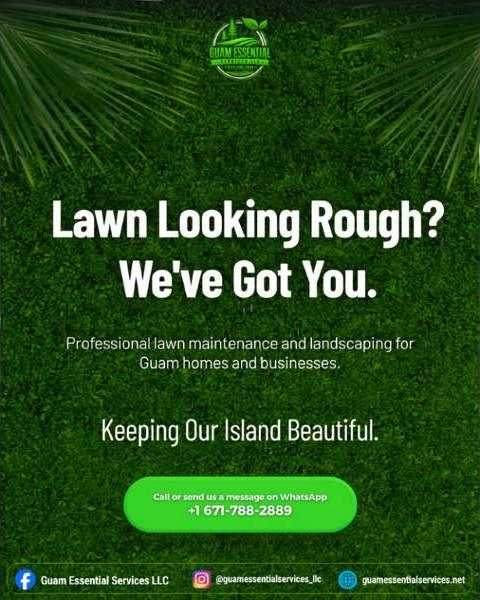 GUAM ESSENTIAL
SERVICES LLC
Lawn Looking Rough?
We've Got You.
Professional lawn maintenance and landscaping for
Guam homes and businesses.
Keeping Our Island Beautiful.
Call or send us a message on WhatsApp
+1 671-788-2889
Guam Essential Services LLC
@guamessentialservices_llc
guamessentialservices.net